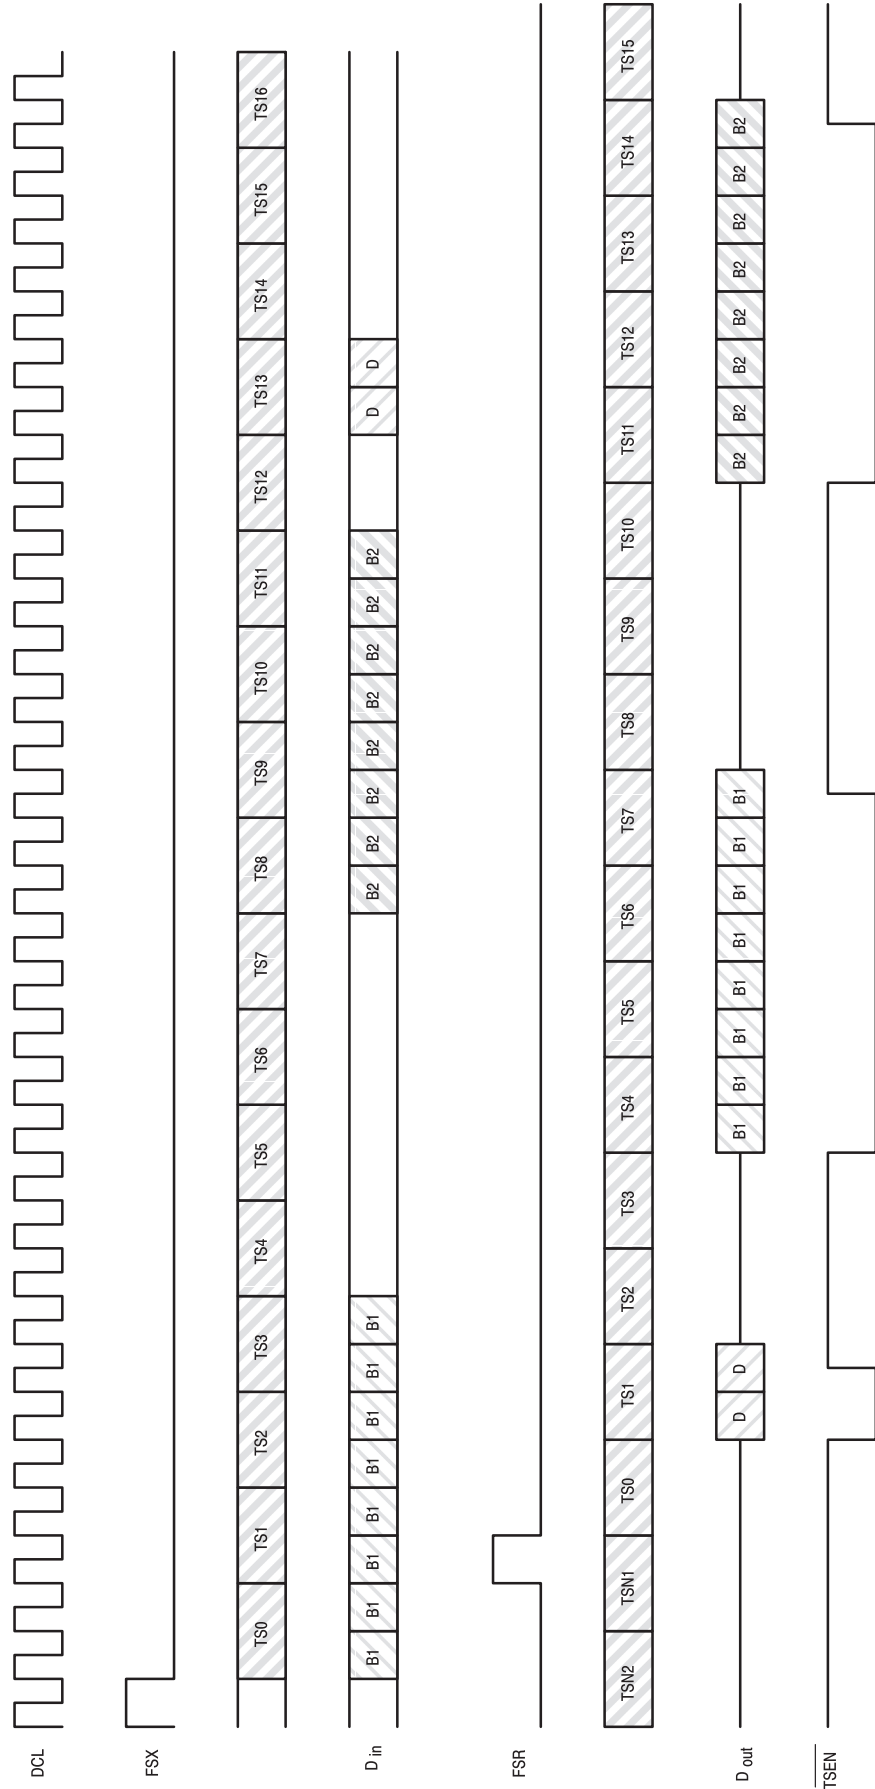 DCL
FSX
TS0 TS1 TS2 TS3 TS4 TS5 TS6 TS7 TS8 TS9 TS10 TS11 TS12 TS13 TS14 TS15 TS16
D in B1 B1 B1 B1 B1 B1 B1 B1 B2 B2 B2 B2 B2 B2 B2 B2 D D
FSR
TSN2 TSN1 TS0 TS1 TS2 TS3 TS4 TS5 TS6 TS7 TS8 TS9 TS10 TS11 TS12 TS13 TS14 TS15
D out D D B1 B1 B1 B1 B1 B1 B1 B1 B2 B2 B2 B2 B2 B2 B2 B2
TSEN